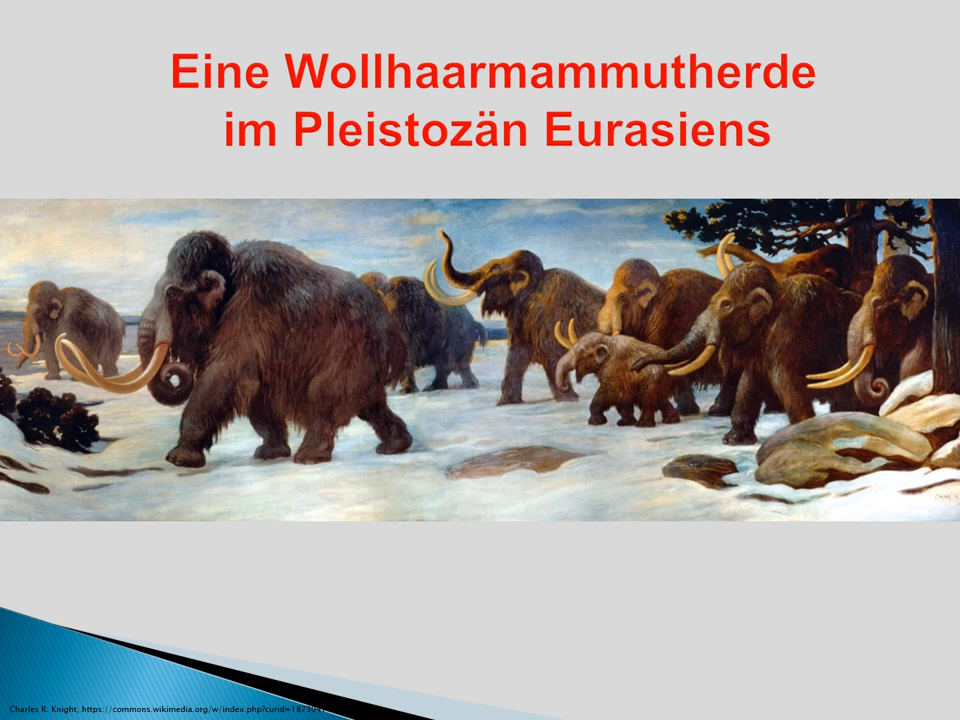 Eine Wollhaarmammutherde
im Pleistozän Eurasiens
Charles R. Knight, https://commons.wikimedia.org/w/index.php?curid=